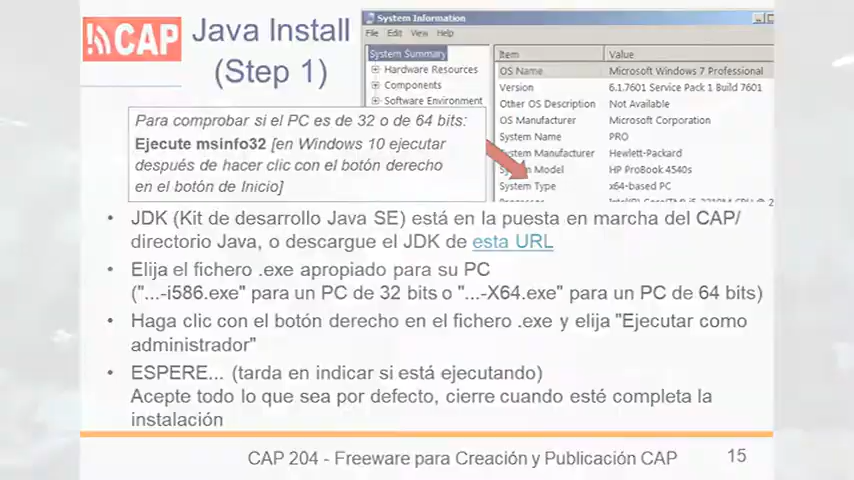 CAP
Java Install
(Step 1)
System Information
File Edit View Help
System Summary
Hardware Resources
Components
Software Environment
Item Value
OS Name Microsoft Windows 7 Professional
Version 6.1.7601 Service Pack 1 Build 7601
Other OS Description Not Available
OS Manufacturer Microsoft Corporation
System Name PRO
System Manufacturer Hewlett-Packard
System Model HP ProBook 4540s
System Type x64-based PC
Para comprobar si el PC es de 32 o de 64 bits:
Ejecute msinfo32 [en Windows 10 ejecutar
después de hacer clic con el botón derecho
en el botón de Inicio]
• JDK (Kit de desarrollo Java SE) está en la puesta en marcha del CAP/
directorio Java, o descargue el JDK de esta URL
• Elija el fichero .exe apropiado para su PC
("...-i586.exe" para un PC de 32 bits o "...-X64.exe" para un PC de 64 bits)
• Haga clic con el botón derecho en el fichero .exe y elija "Ejecutar como
administrador"
• ESPERE... (tarda en indicar si está ejecutando)
Acepte todo lo que sea por defecto, cierre cuando esté completa la
instalación
CAP 204 - Freeware para Creación y Publicación CAP 15